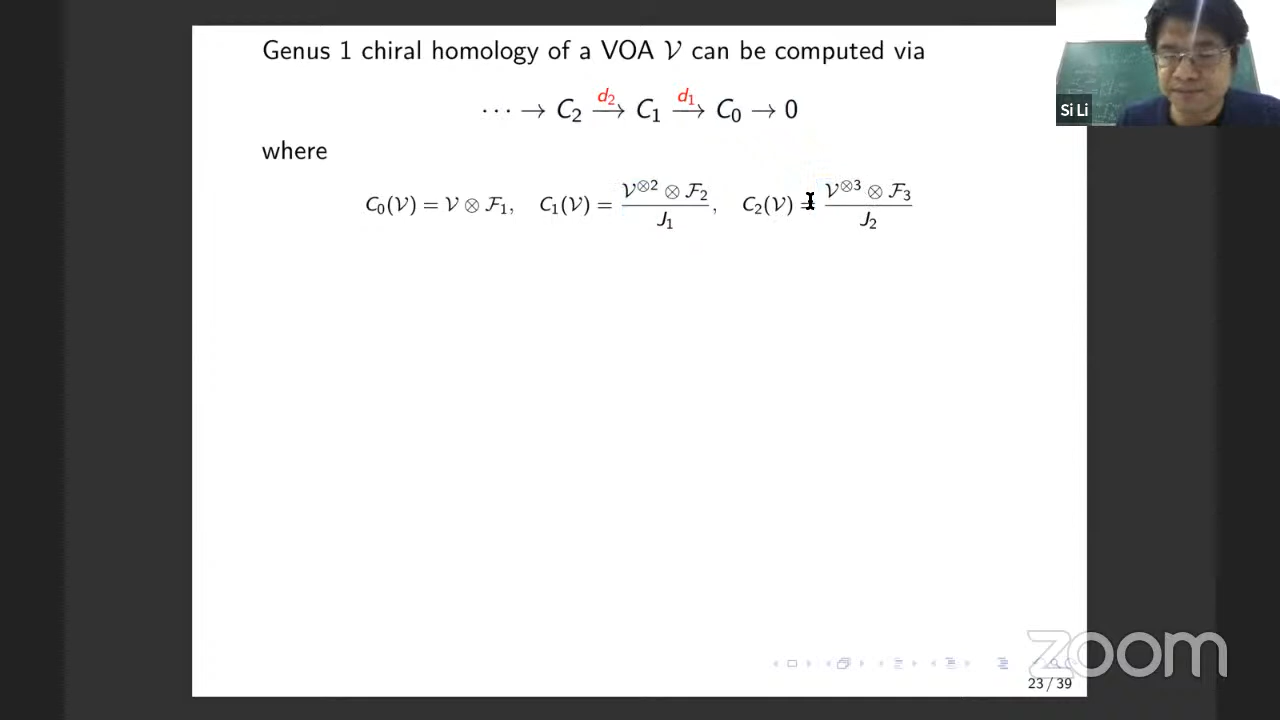 Genus 1 chiral homology of a VOA 𝒱 can be computed via
⋯ → C₂ →^{d₂} C₁ →^{d₁} C₀ → 0
where
C₀(𝒱) = 𝒱 ⊗ ℱ₁, C₁(𝒱) = 𝒱^{⊗2} ⊗ ℱ₂ / J₁, C₂(𝒱) = 𝒱^{⊗3} ⊗ ℱ₃ / J₂
Si Li
zoom
23 / 39